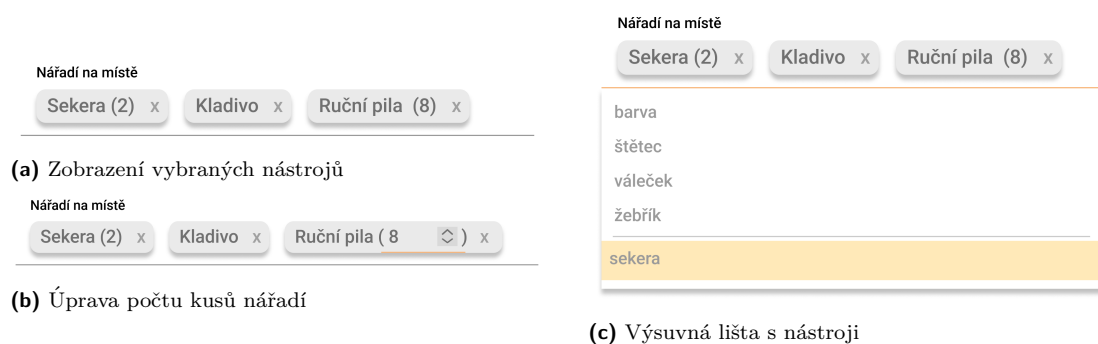 Nářadí na místě
Sekera (2) x Kladivo x Ruční pila (8) x
(a) Zobrazení vybraných nástrojů
Nářadí na místě
Sekera (2) x Kladivo x Ruční pila ( 8 ) x
(b) Úprava počtu kusů nářadí
Nářadí na místě
Sekera (2) x Kladivo x Ruční pila (8) x
barva
štětec
váleček
žebřík
sekera
(c) Výsuvná lišta s nástroji